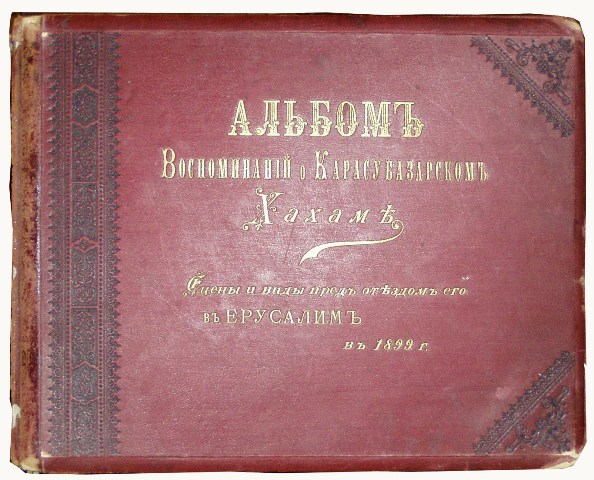 АЛЬБОМЪ
ВОСПОМИНАНІЙ О КАРАСУБАЗАРСКОМЪ
Хахамѣ
Сцены и виды предъ отъѣздомъ его
въ ЕРУСАЛИМЪ
въ 1899 г.